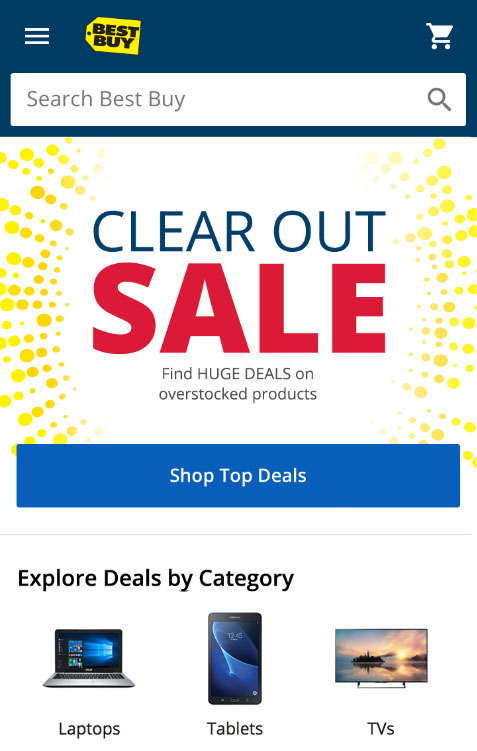 BEST
BUY
Search Best Buy
CLEAR OUT
SALE
Find HUGE DEALS on
overstocked products
Shop Top Deals
Explore Deals by Category
Laptops
Tablets
TVs